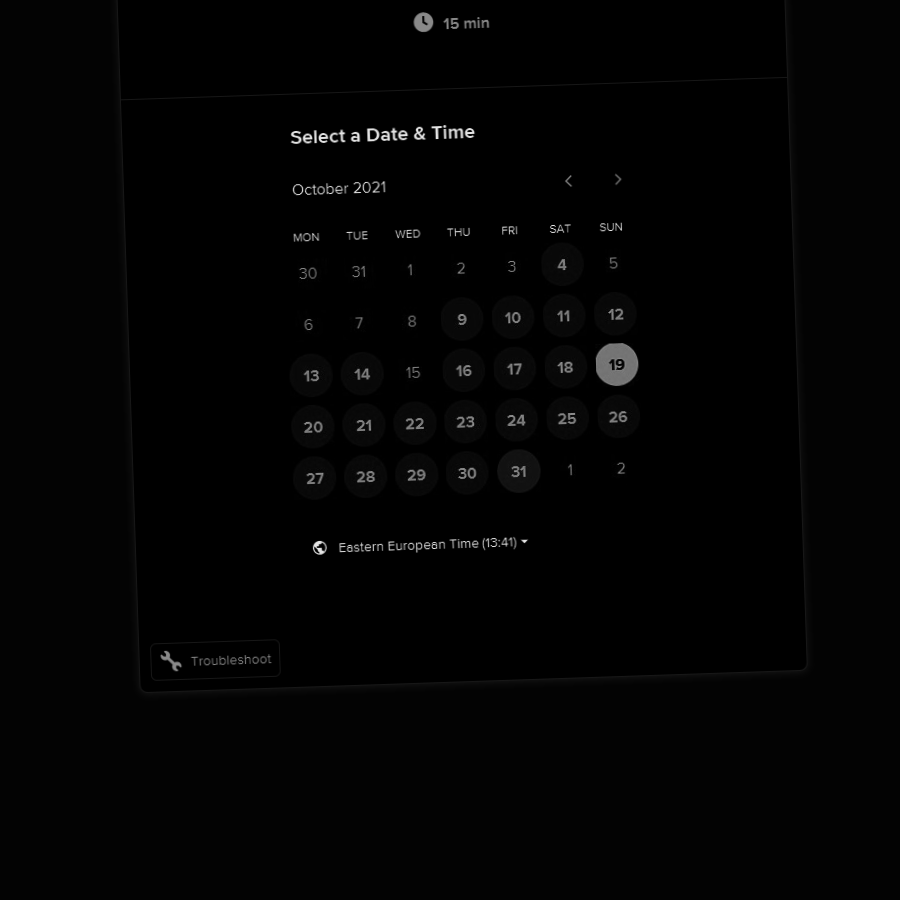 15 min
Select a Date & Time
October 2021
MON TUE WED THU FRI SAT SUN
30 31 1 2 3 4 5
6 7 8 9 10 11 12
13 14 15 16 17 18 19
20 21 22 23 24 25 26
27 28 29 30 31 1 2
Eastern European Time (13:41)
Troubleshoot